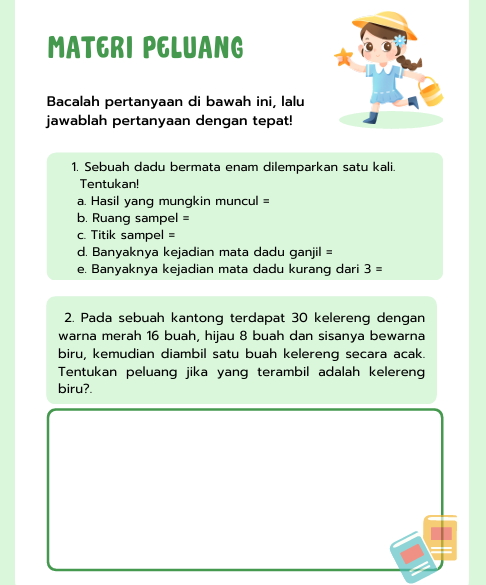 MATERI PELUANG
Bacalah pertanyaan di bawah ini, lalu
jawablah pertanyaan dengan tepat!
1. Sebuah dadu bermata enam dilemparkan satu kali.
Tentukan!
a. Hasil yang mungkin muncul =
b. Ruang sampel =
c. Titik sampel =
d. Banyaknya kejadian mata dadu ganjil =
e. Banyaknya kejadian mata dadu kurang dari 3 =
2. Pada sebuah kantong terdapat 30 kelereng dengan
warna merah 16 buah, hijau 8 buah dan sisanya bewarna
biru, kemudian diambil satu buah kelereng secara acak.
Tentukan peluang jika yang terambil adalah kelereng
biru?.